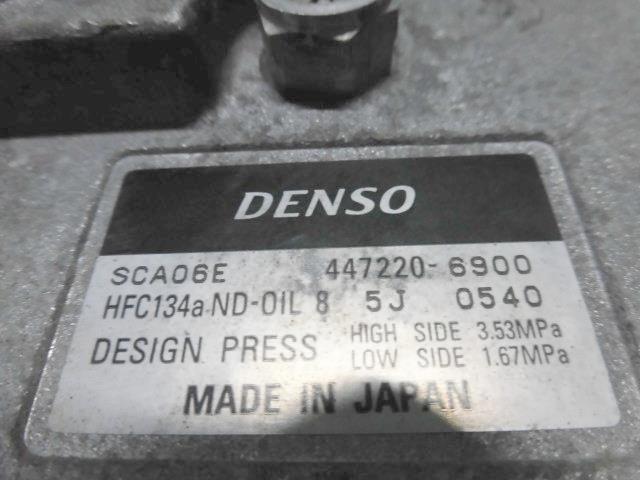 DENSO
SCA06E 447220-6900
HFC134a ND-OIL 8 5J 0540
DESIGN PRESS HIGH SIDE 3.53MPa
LOW SIDE 1.67MPa
MADE IN JAPAN